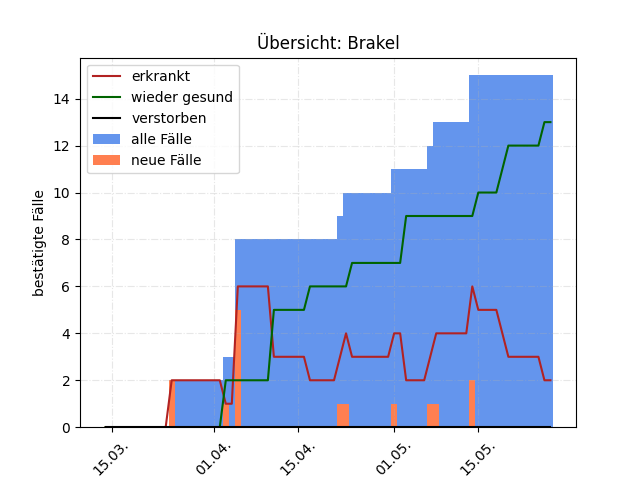 Übersicht: Brakel
erkrankt
wieder gesund
verstorben
alle Fälle
neue Fälle
bestätigte Fälle
14
12
10
8
6
4
2
0
15.03.
01.04.
15.04.
01.05.
15.05.